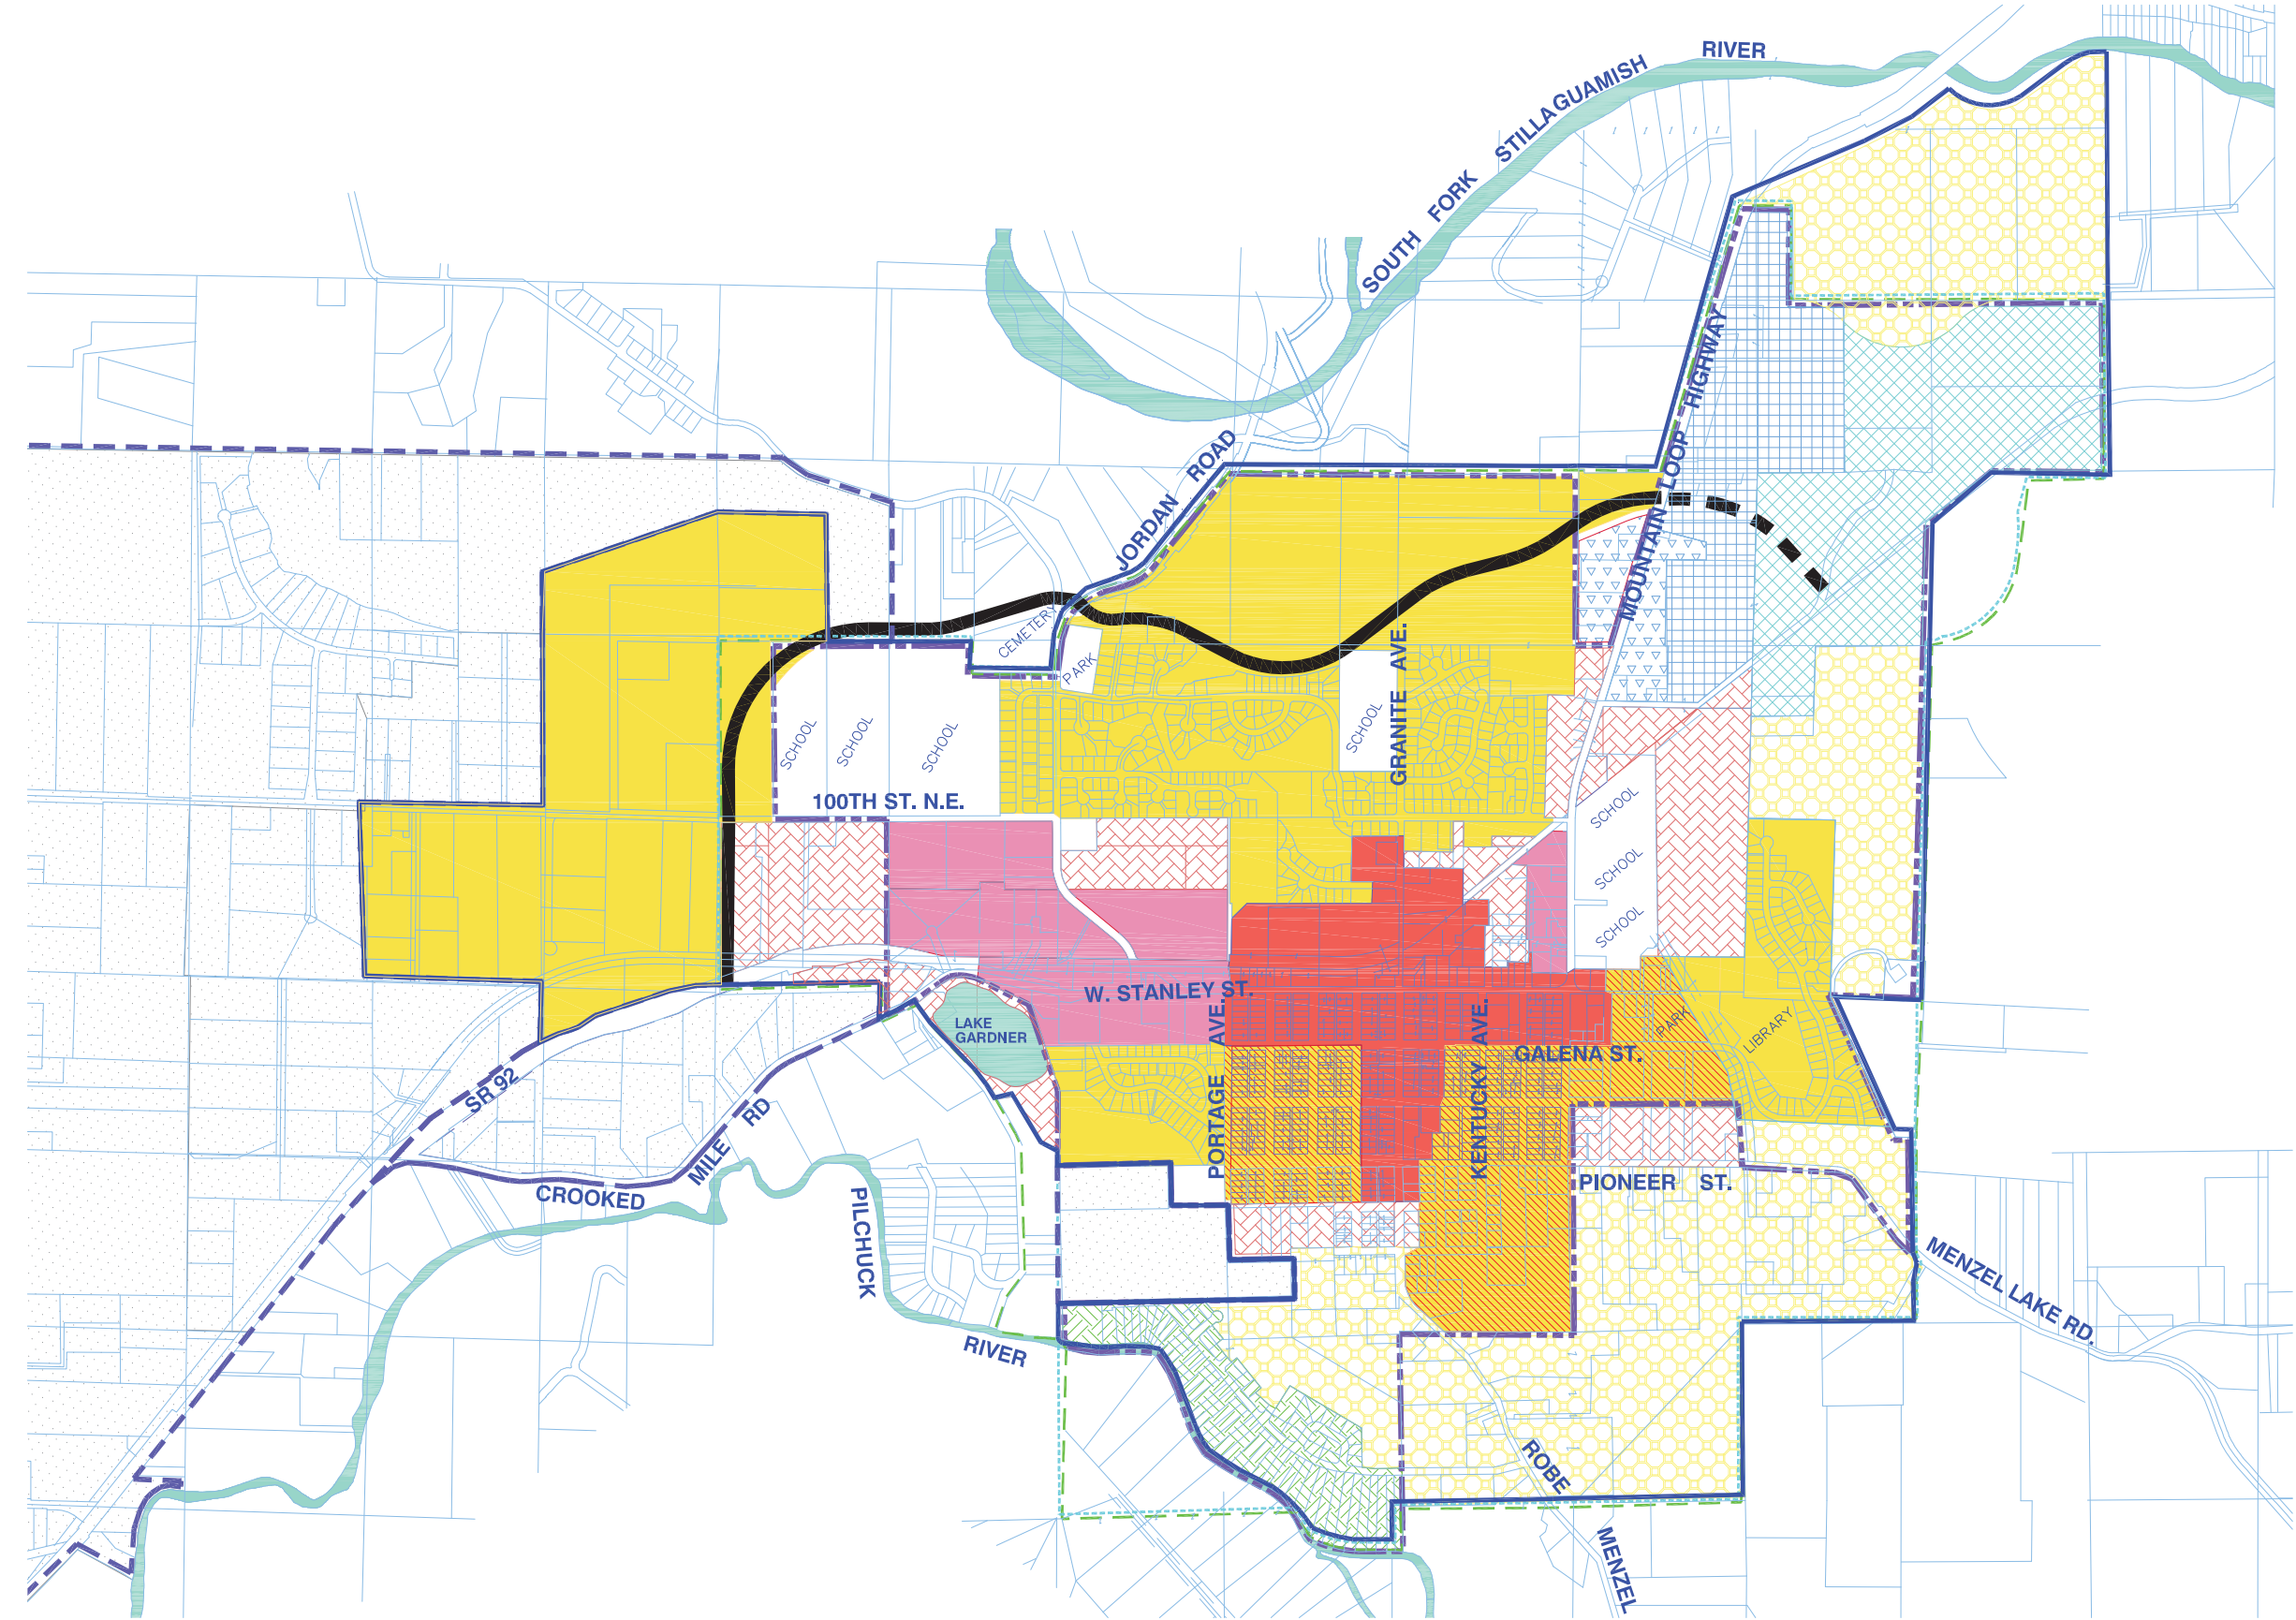 RIVER
SOUTH FORK STILLAGUAMISH
MOUNTAIN LOOP HIGHWAY
JORDAN ROAD
CEMETERY
PARK
GRANITE AVE.
SCHOOL
SCHOOL
SCHOOL
SCHOOL
100TH ST. N.E.
SCHOOL
SCHOOL
SCHOOL
W. STANLEY ST.
LAKE
GARDNER
PARK
LIBRARY
GALENA ST.
PORTAGE AVE.
KENTUCKY AVE.
SR 92
CROOKED MILE RD
PIONEER ST.
PILCHUCK
RIVER
MENZEL LAKE RD.
ROBE
MENZEL